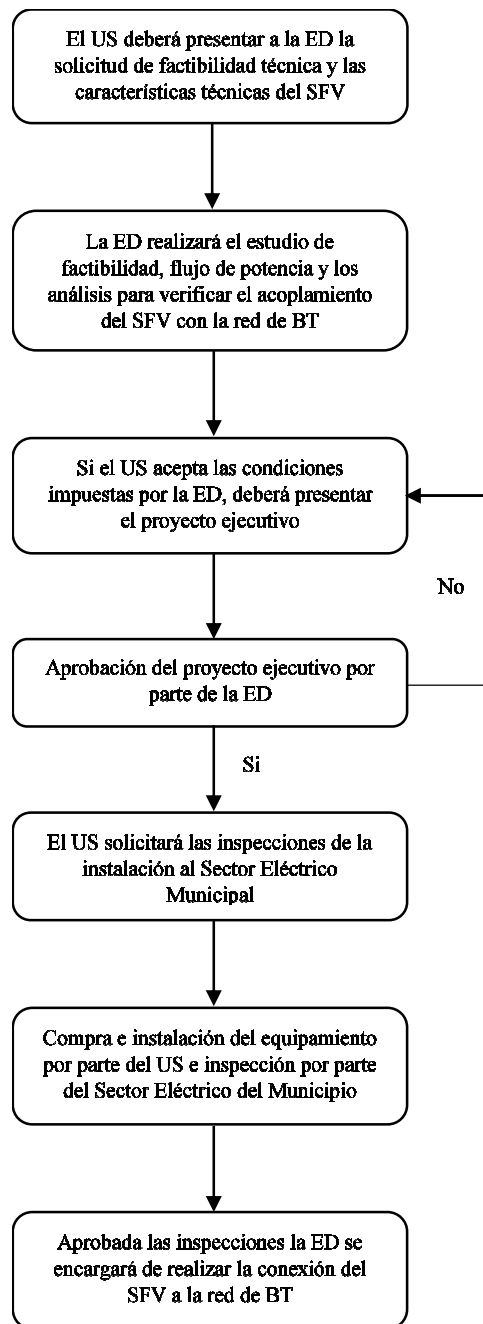 El US deberá presentar a la ED la
solicitud de factibilidad técnica y las
características técnicas del SFV
La ED realizará el estudio de
factibilidad, flujo de potencia y los
análisis para verificar el acoplamiento
del SFV con la red de BT
Si el US acepta las condiciones
impuestas por la ED, deberá presentar
el proyecto ejecutivo
No
Aprobación del proyecto ejecutivo por
parte de la ED
Si
El US solicitará las inspecciones de la
instalación al Sector Eléctrico
Municipal
Compra e instalación del equipamiento
por parte del US e inspección por parte
del Sector Eléctrico del Municipio
Aprobada las inspecciones la ED se
encargará de realizar la conexión del
SFV a la red de BT